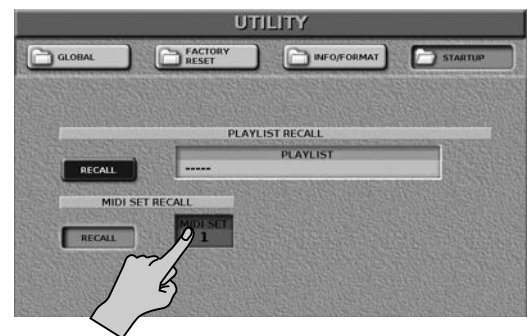 UTILITY
GLOBAL
FACTORY
RESET
INFO/FORMAT
STARTUP
PLAYLIST RECALL
RECALL
PLAYLIST
-----
MIDI SET RECALL
RECALL
MIDI SET
1